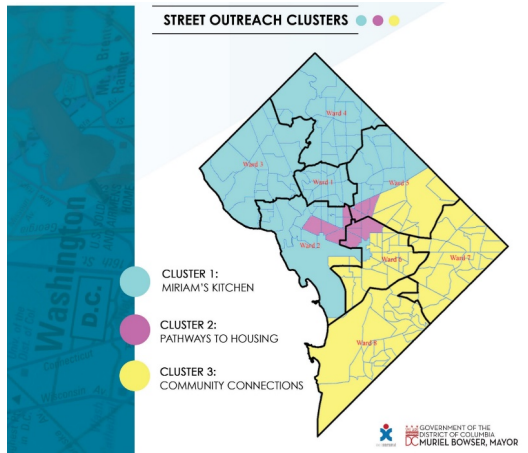 STREET OUTREACH CLUSTERS
Ward 4
Ward 3
Ward 1
Ward 5
Ward 2
Ward 6
Ward 7
Ward 8
Washington
D.C.
CLUSTER 1:
MIRIAM'S KITCHEN
CLUSTER 2:
PATHWAYS TO HOUSING
CLUSTER 3:
COMMUNITY CONNECTIONS
GOVERNMENT OF THE
DISTRICT OF COLUMBIA
DC MURIEL BOWSER, MAYOR